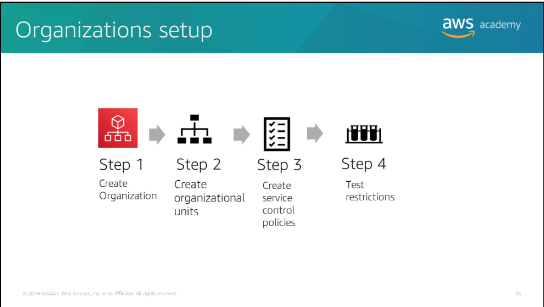 Organizations setup
aws academy
Step 1
Create
Organization
Step 2
Create
organizational
units
Step 3
Create
service
control
policies
Step 4
Test
restrictions
© 2019 Amazon Web Services, Inc. or its Affiliates. All rights reserved.